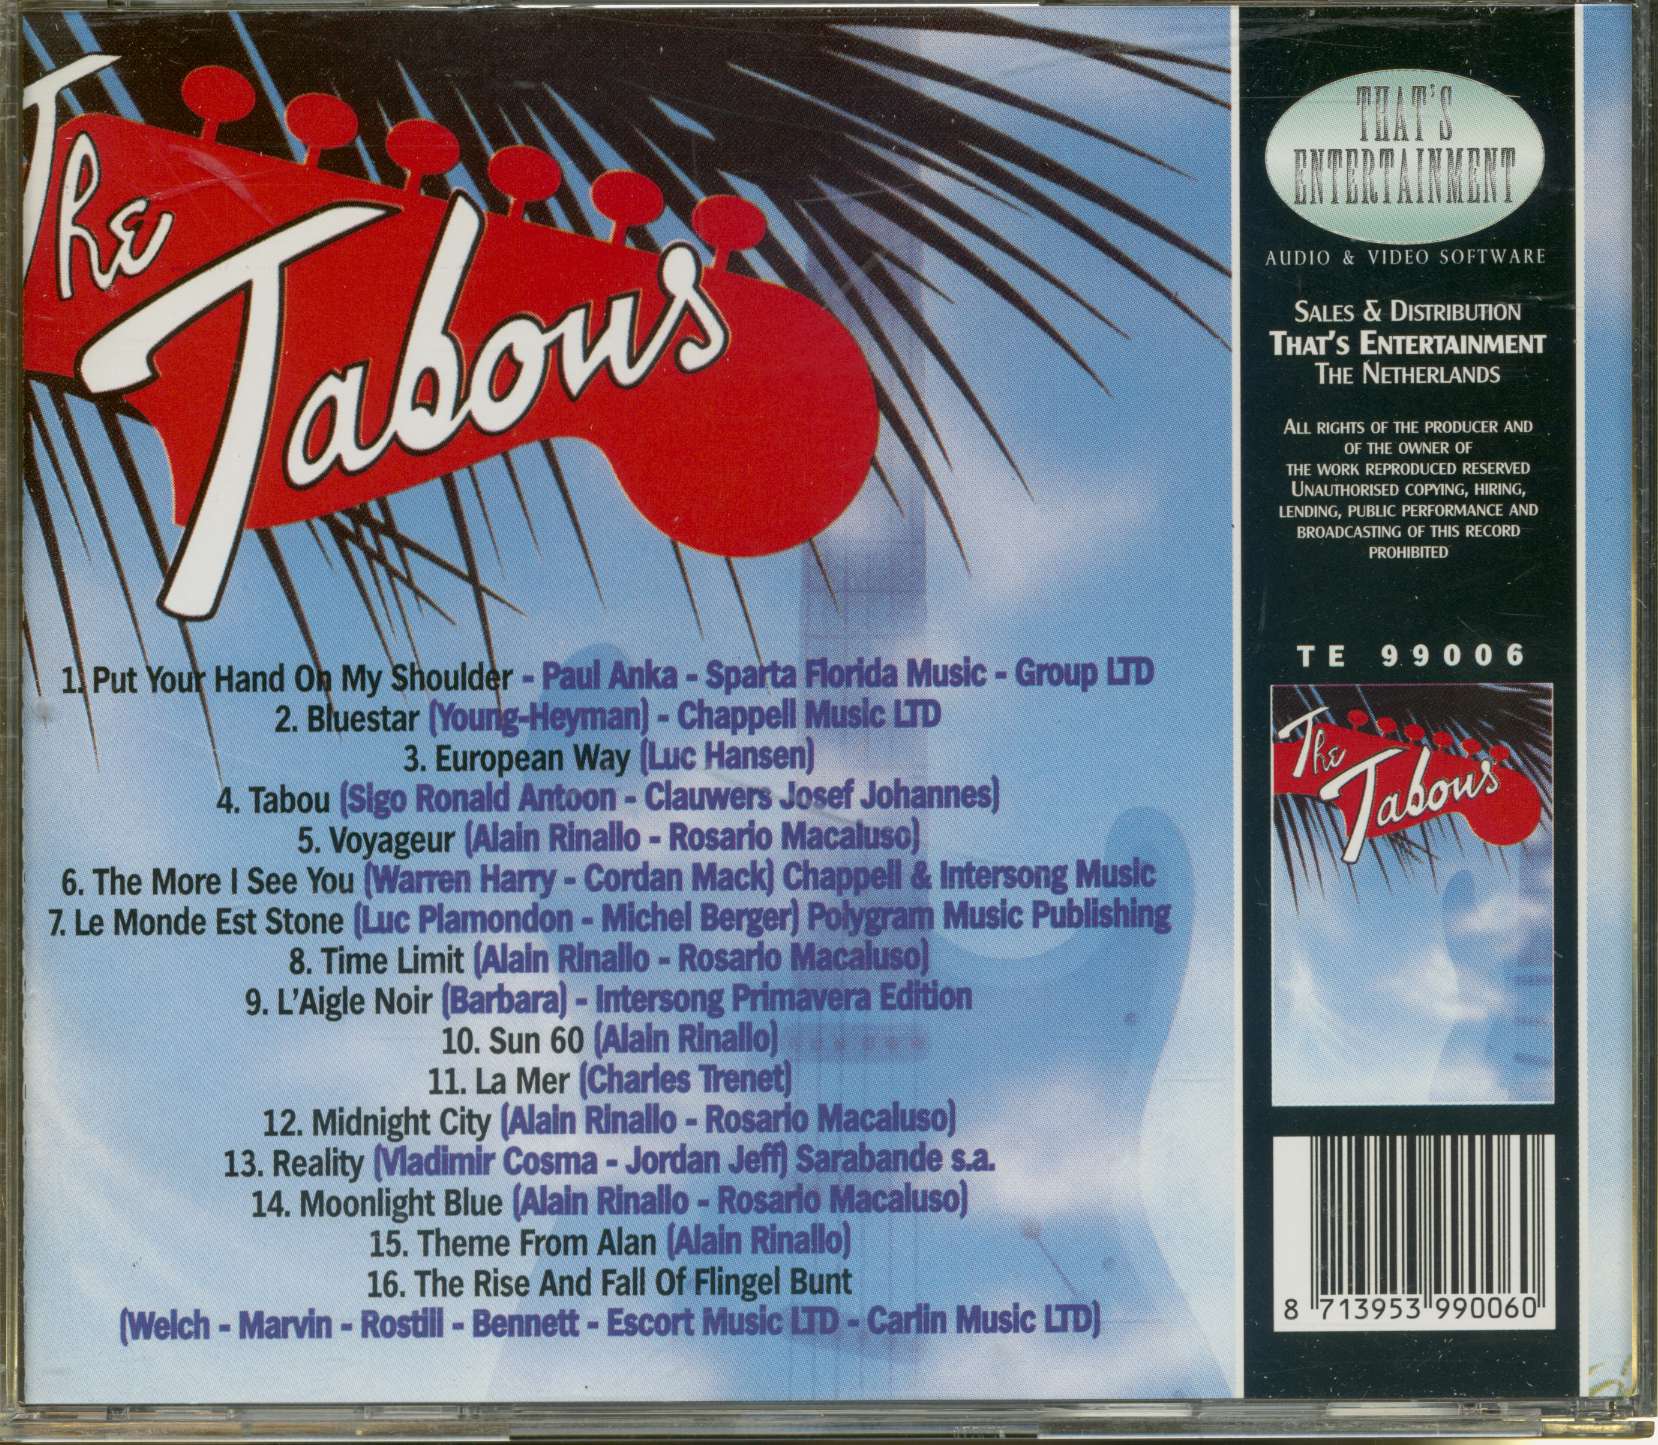 The
Tabous
1. Put Your Hand On My Shoulder - Paul Anka - Sparta Florida Music - Group LTD
2. Bluestar (Young-Heyman) - Chappell Music LTD
3. European Way (Luc Hansen)
4. Tabou (Sigo Ronald Antoon - Clauwers Josef Johannes)
5. Voyageur (Alain Rinallo - Rosario Macaluso)
6. The More I See You (Warren Harry - Cordan Mack) Chappell & Intersong Music
7. Le Monde Est Stone (Luc Plamondon - Michel Berger) Polygram Music Publishing
8. Time Limit (Alain Rinallo - Rosario Macaluso)
9. L'Aigle Noir (Barbara) - Intersong Primavera Edition
10. Sun 60 (Alain Rinallo)
11. La Mer (Charles Trenet)
12. Midnight City (Alain Rinallo - Rosario Macaluso)
13. Reality (Vladimir Cosma - Jordan Jeff) Sarabande s.a.
14. Moonlight Blue (Alain Rinallo - Rosario Macaluso)
15. Theme From Alan (Alain Rinallo)
16. The Rise And Fall Of Flingel Bunt
(Welch - Marvin - Rostill - Bennett - Escort Music LTD - Carlin Music LTD)
THAT'S
ENTERTAINMENT
AUDIO & VIDEO SOFTWARE
SALES & DISTRIBUTION
THAT'S ENTERTAINMENT
THE NETHERLANDS
ALL RIGHTS OF THE PRODUCER AND
OF THE OWNER OF
THE WORK REPRODUCED RESERVED
UNAUTHORISED COPYING, HIRING,
LENDING, PUBLIC PERFORMANCE AND
BROADCASTING OF THIS RECORD
PROHIBITED
TE 99006
The
Tabous
8 713953 990060